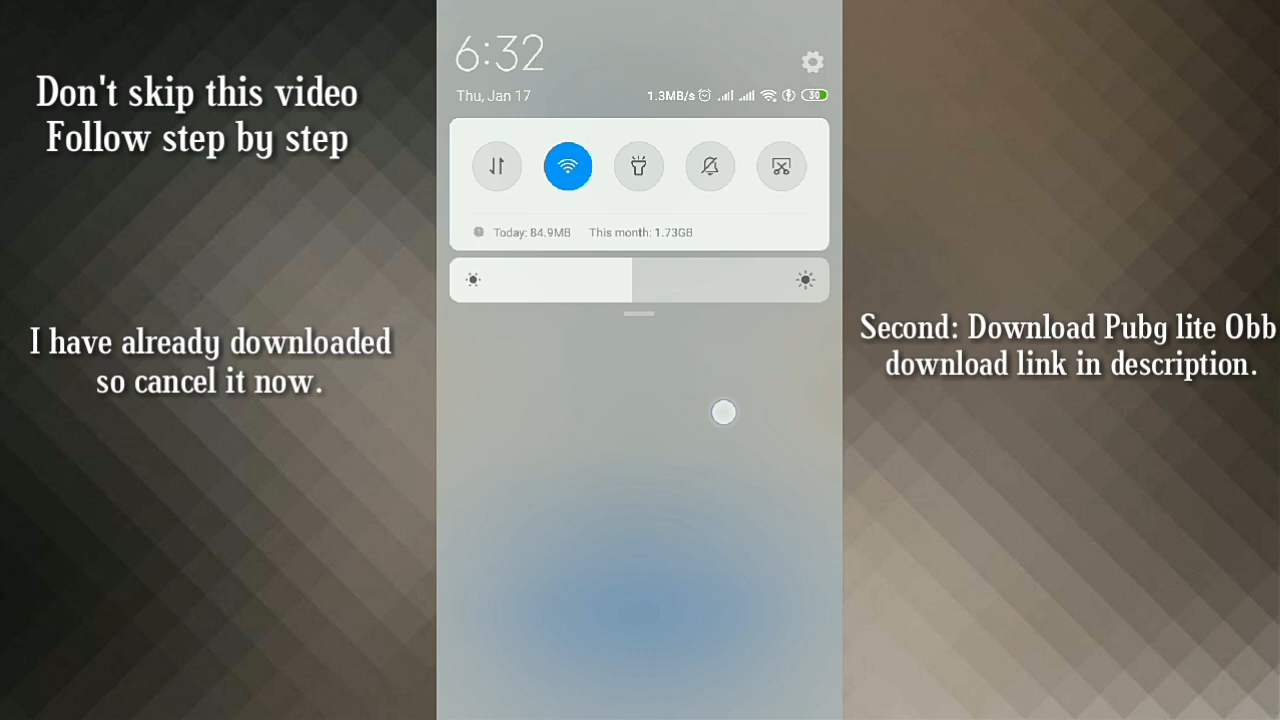 Don't skip this video
Follow step by step
I have already downloaded
so cancel it now.
6:32
Thu, Jan 17
1.3MB/s
30
Today: 84.9MB This month: 1.73GB
Second: Download Pubg lite Obb
download link in description.